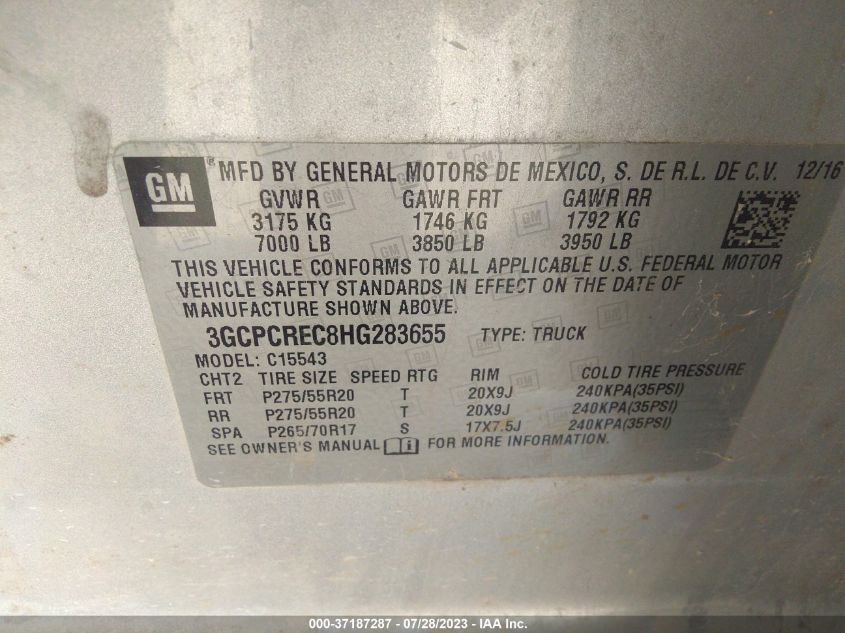 GM ® MFD BY GENERAL MOTORS DE MEXICO, S. DE R.L. DE C.V. 12/16
GVWR GAWR FRT GAWR RR
3175 KG 1746 KG 1792 KG
7000 LB 3850 LB 3950 LB
THIS VEHICLE CONFORMS TO ALL APPLICABLE U.S. FEDERAL MOTOR
VEHICLE SAFETY STANDARDS IN EFFECT ON THE DATE OF
MANUFACTURE SHOWN ABOVE.
3GCPCREC8HG283655 TYPE: TRUCK
MODEL: C15543
CHT2 TIRE SIZE SPEED RTG RIM COLD TIRE PRESSURE
FRT P275/55R20 T 20X9J 240KPA(35PSI)
RR P275/55R20 T 20X9J 240KPA(35PSI)
SPA P265/70R17 S 17X7.5J 240KPA(35PSI)
SEE OWNER'S MANUAL i FOR MORE INFORMATION.
000-37187287 - 07/28/2023 - IAA Inc.